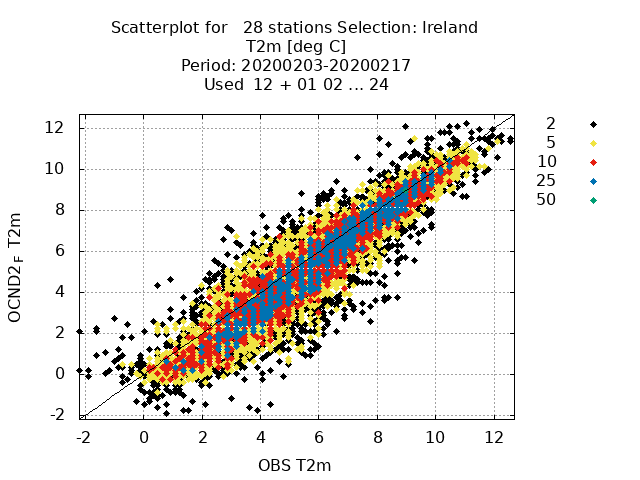 Scatterplot for   28 stations Selection: Ireland
T2m [deg C]
Period: 20200203-20200217
Used  12 + 01 02 ... 24
2
5
10
25
50
12
10
8
6
4
2
0
-2
OCND2 F T2m
-2 0 2 4 6 8 10 12
OBS T2m